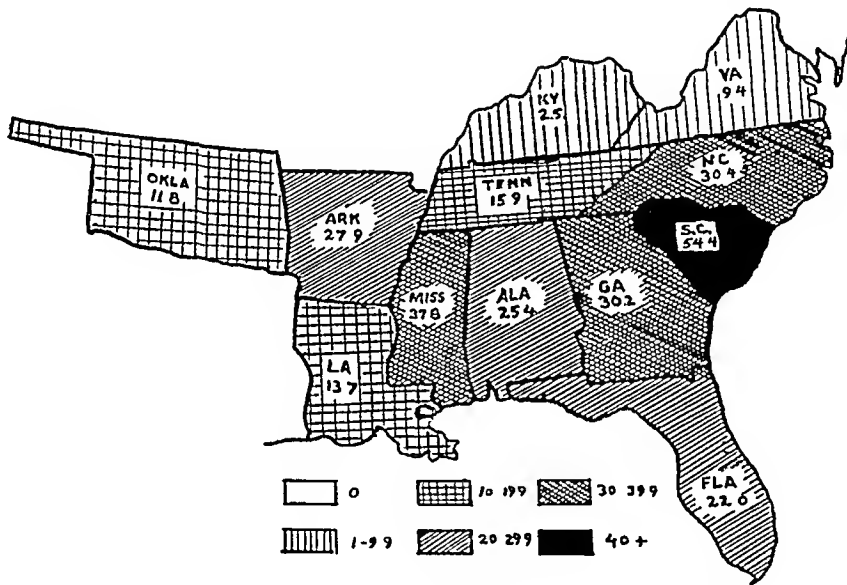 VA
9 4
KY
2.5
N.C
30 4
OKLA
11 8
TENN
15 9
ARK
27 9
S.C.
54 4
MISS
37 8
ALA
25 4
GA
30.2
LA
13 7
FLA
22 0
0
10 19 9
30 39 9
1-9 9
20 29 9
40 +